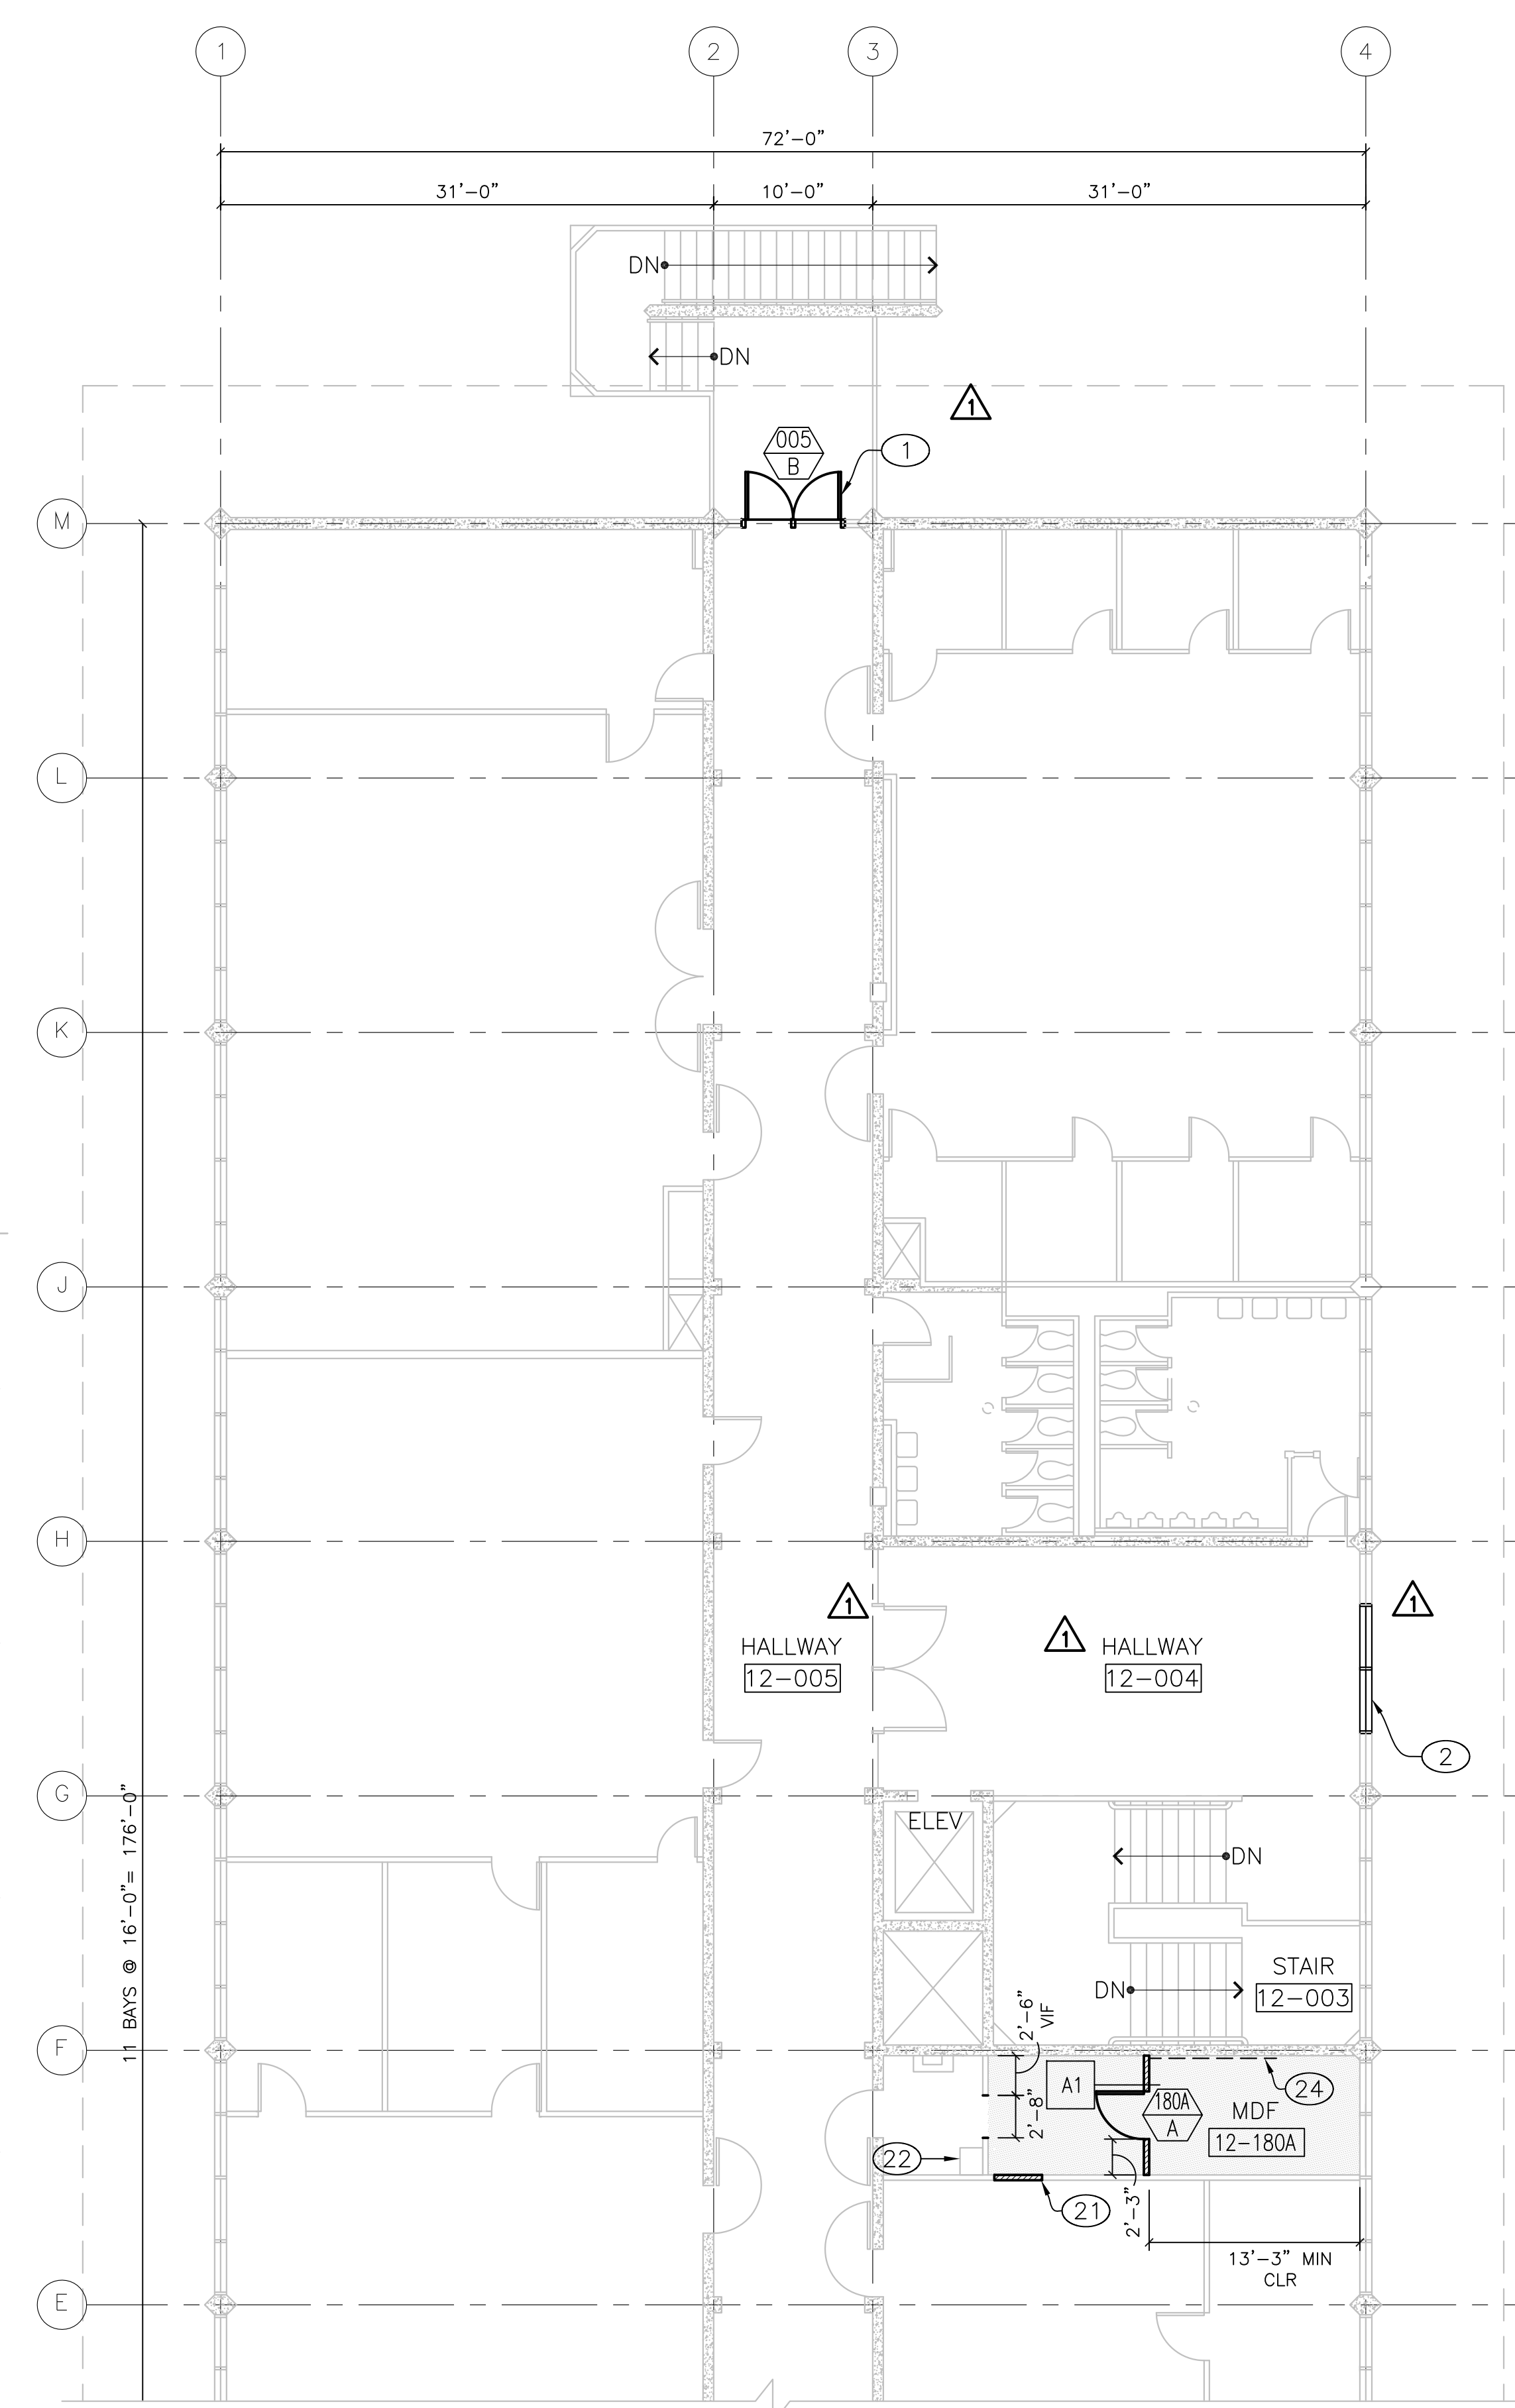 1
2
3
4
72'-0"
31'-0"
10'-0"
31'-0"
DN
DN
1
005
B
1
M
L
K
J
H
1
1
1
HALLWAY
12-005
HALLWAY
12-004
2
G
ELEV
DN
11 BAYS @ 16'-0"= 176'-0"
STAIR
12-003
DN
2'-6"
VIF
F
A1
24
180A
A
MDF
12-180A
2'-8"
22
21
2'-3"
13'-3" MIN
CLR
E